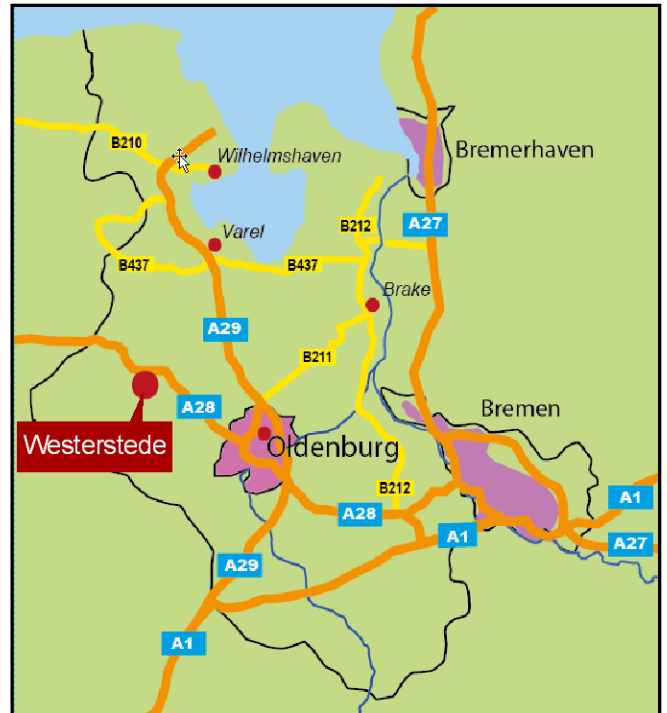 B210
Wilhelmshaven
Bremerhaven
Varel
B212
A27
B437
B437
Brake
A29
B211
A28
Bremen
Westerstede
Oldenburg
B212
A28
A1
A1
A27
A29
A1